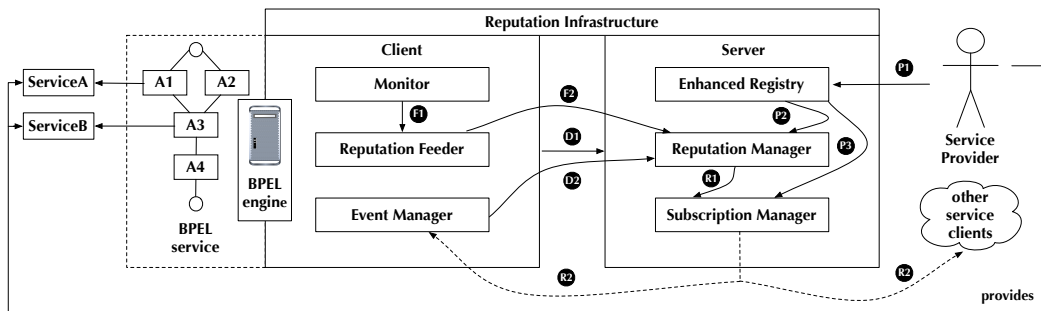 Reputation Infrastructure
Client
Server
ServiceA
ServiceB
A1
A2
A3
A4
BPEL
service
BPEL
engine
Monitor
F1
Reputation Feeder
Event Manager
F2
D1
D2
R2
Enhanced Registry
P2
Reputation Manager
P3
R1
Subscription Manager
P1
Service
Provider
other
service
clients
R2
provides